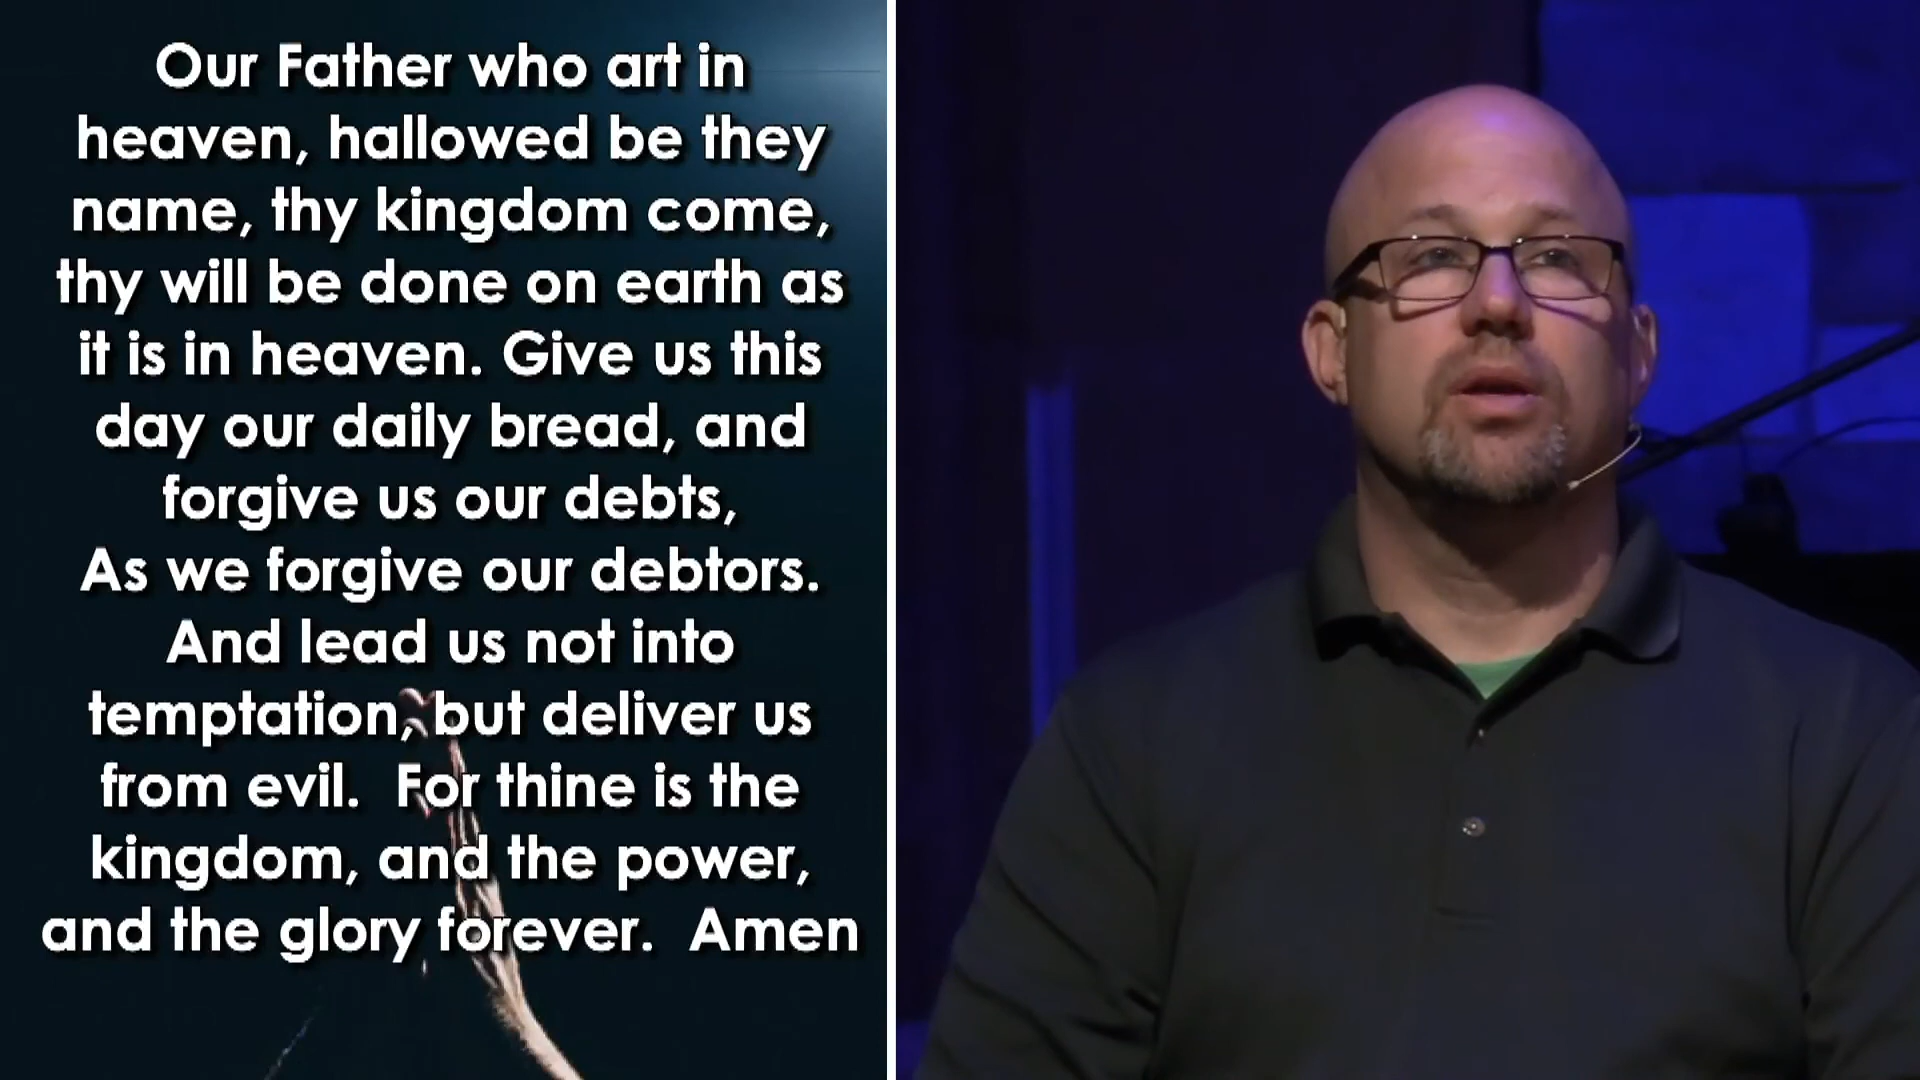 Our Father who art in
heaven, hallowed be they
name, thy kingdom come,
thy will be done on earth as
it is in heaven. Give us this
day our daily bread, and
forgive us our debts,
As we forgive our debtors.
And lead us not into
temptation, but deliver us
from evil.  For thine is the
kingdom, and the power,
and the glory forever.  Amen